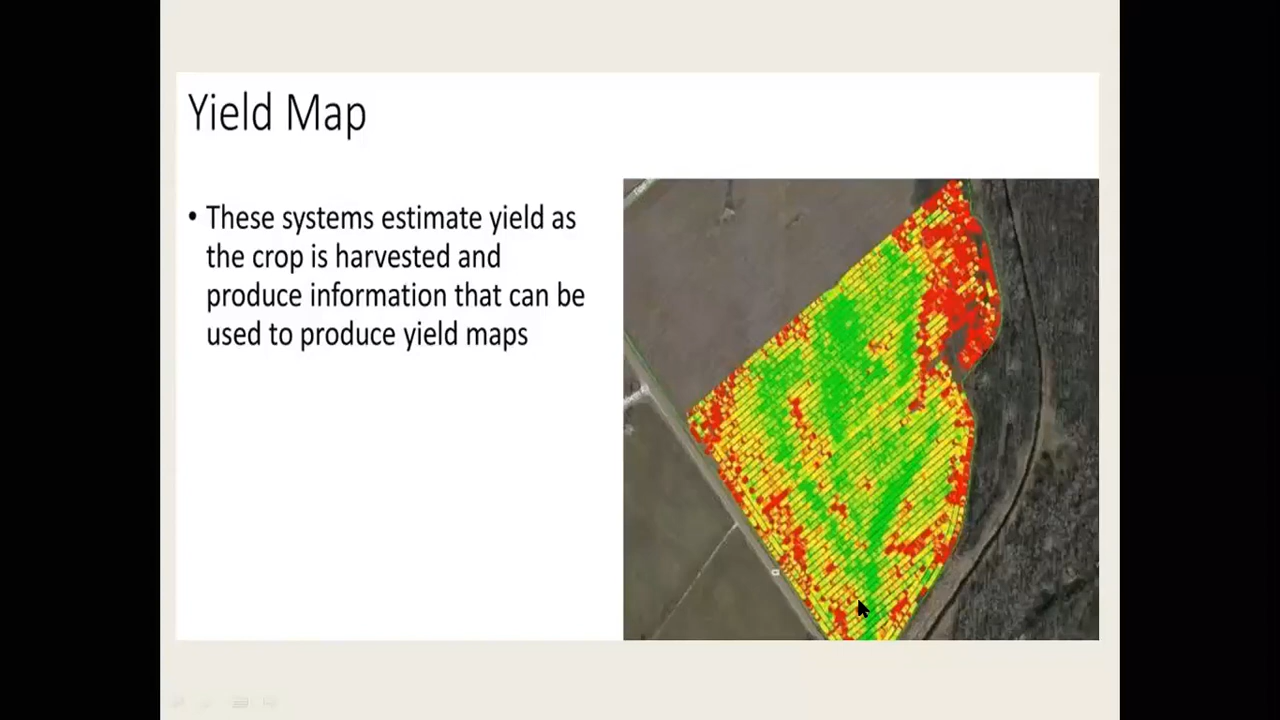 Yield Map
• These systems estimate yield as
the crop is harvested and
produce information that can be
used to produce yield maps